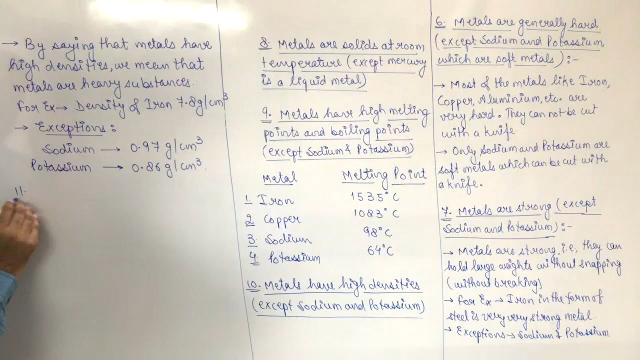 → By saying that metals have
high densities, we mean that
metals are heavy substances.
For Ex → Density of Iron 7.8g/cm³
→ Exceptions:
Sodium → 0.97 g/cm³
Potassium → 0.86 g/cm³.
11.
8. Metals are solids at room
temperature (except mercury
is a liquid metal)
9. Metals have high melting
points and boiling points
(except Sodium & Potassium)
Metal Melting Point
1 Iron 1535°C
2 Copper 1083°C
3 Sodium 98°C
4 Potassium 64°C
10. Metals have high densities
(except Sodium and Potassium)
6. Metals are generally hard
(except Sodium and Potassium,
which are soft metals) :-
→ Most of the metals like Iron,
Copper, Aluminium, etc. are
very hard. They can not be cut
with a knife
→ Only Sodium and Potassium are
soft metals which can be cut with
a knife.
7. Metals are strong (except
Sodium and Potassium) :-
→ Metals are strong, i.e., they can
hold large weights without snapping
(without breaking)
→ For Ex → Iron in the form of
steel is very very strong metal
→ Exceptions → Sodium & Potassium